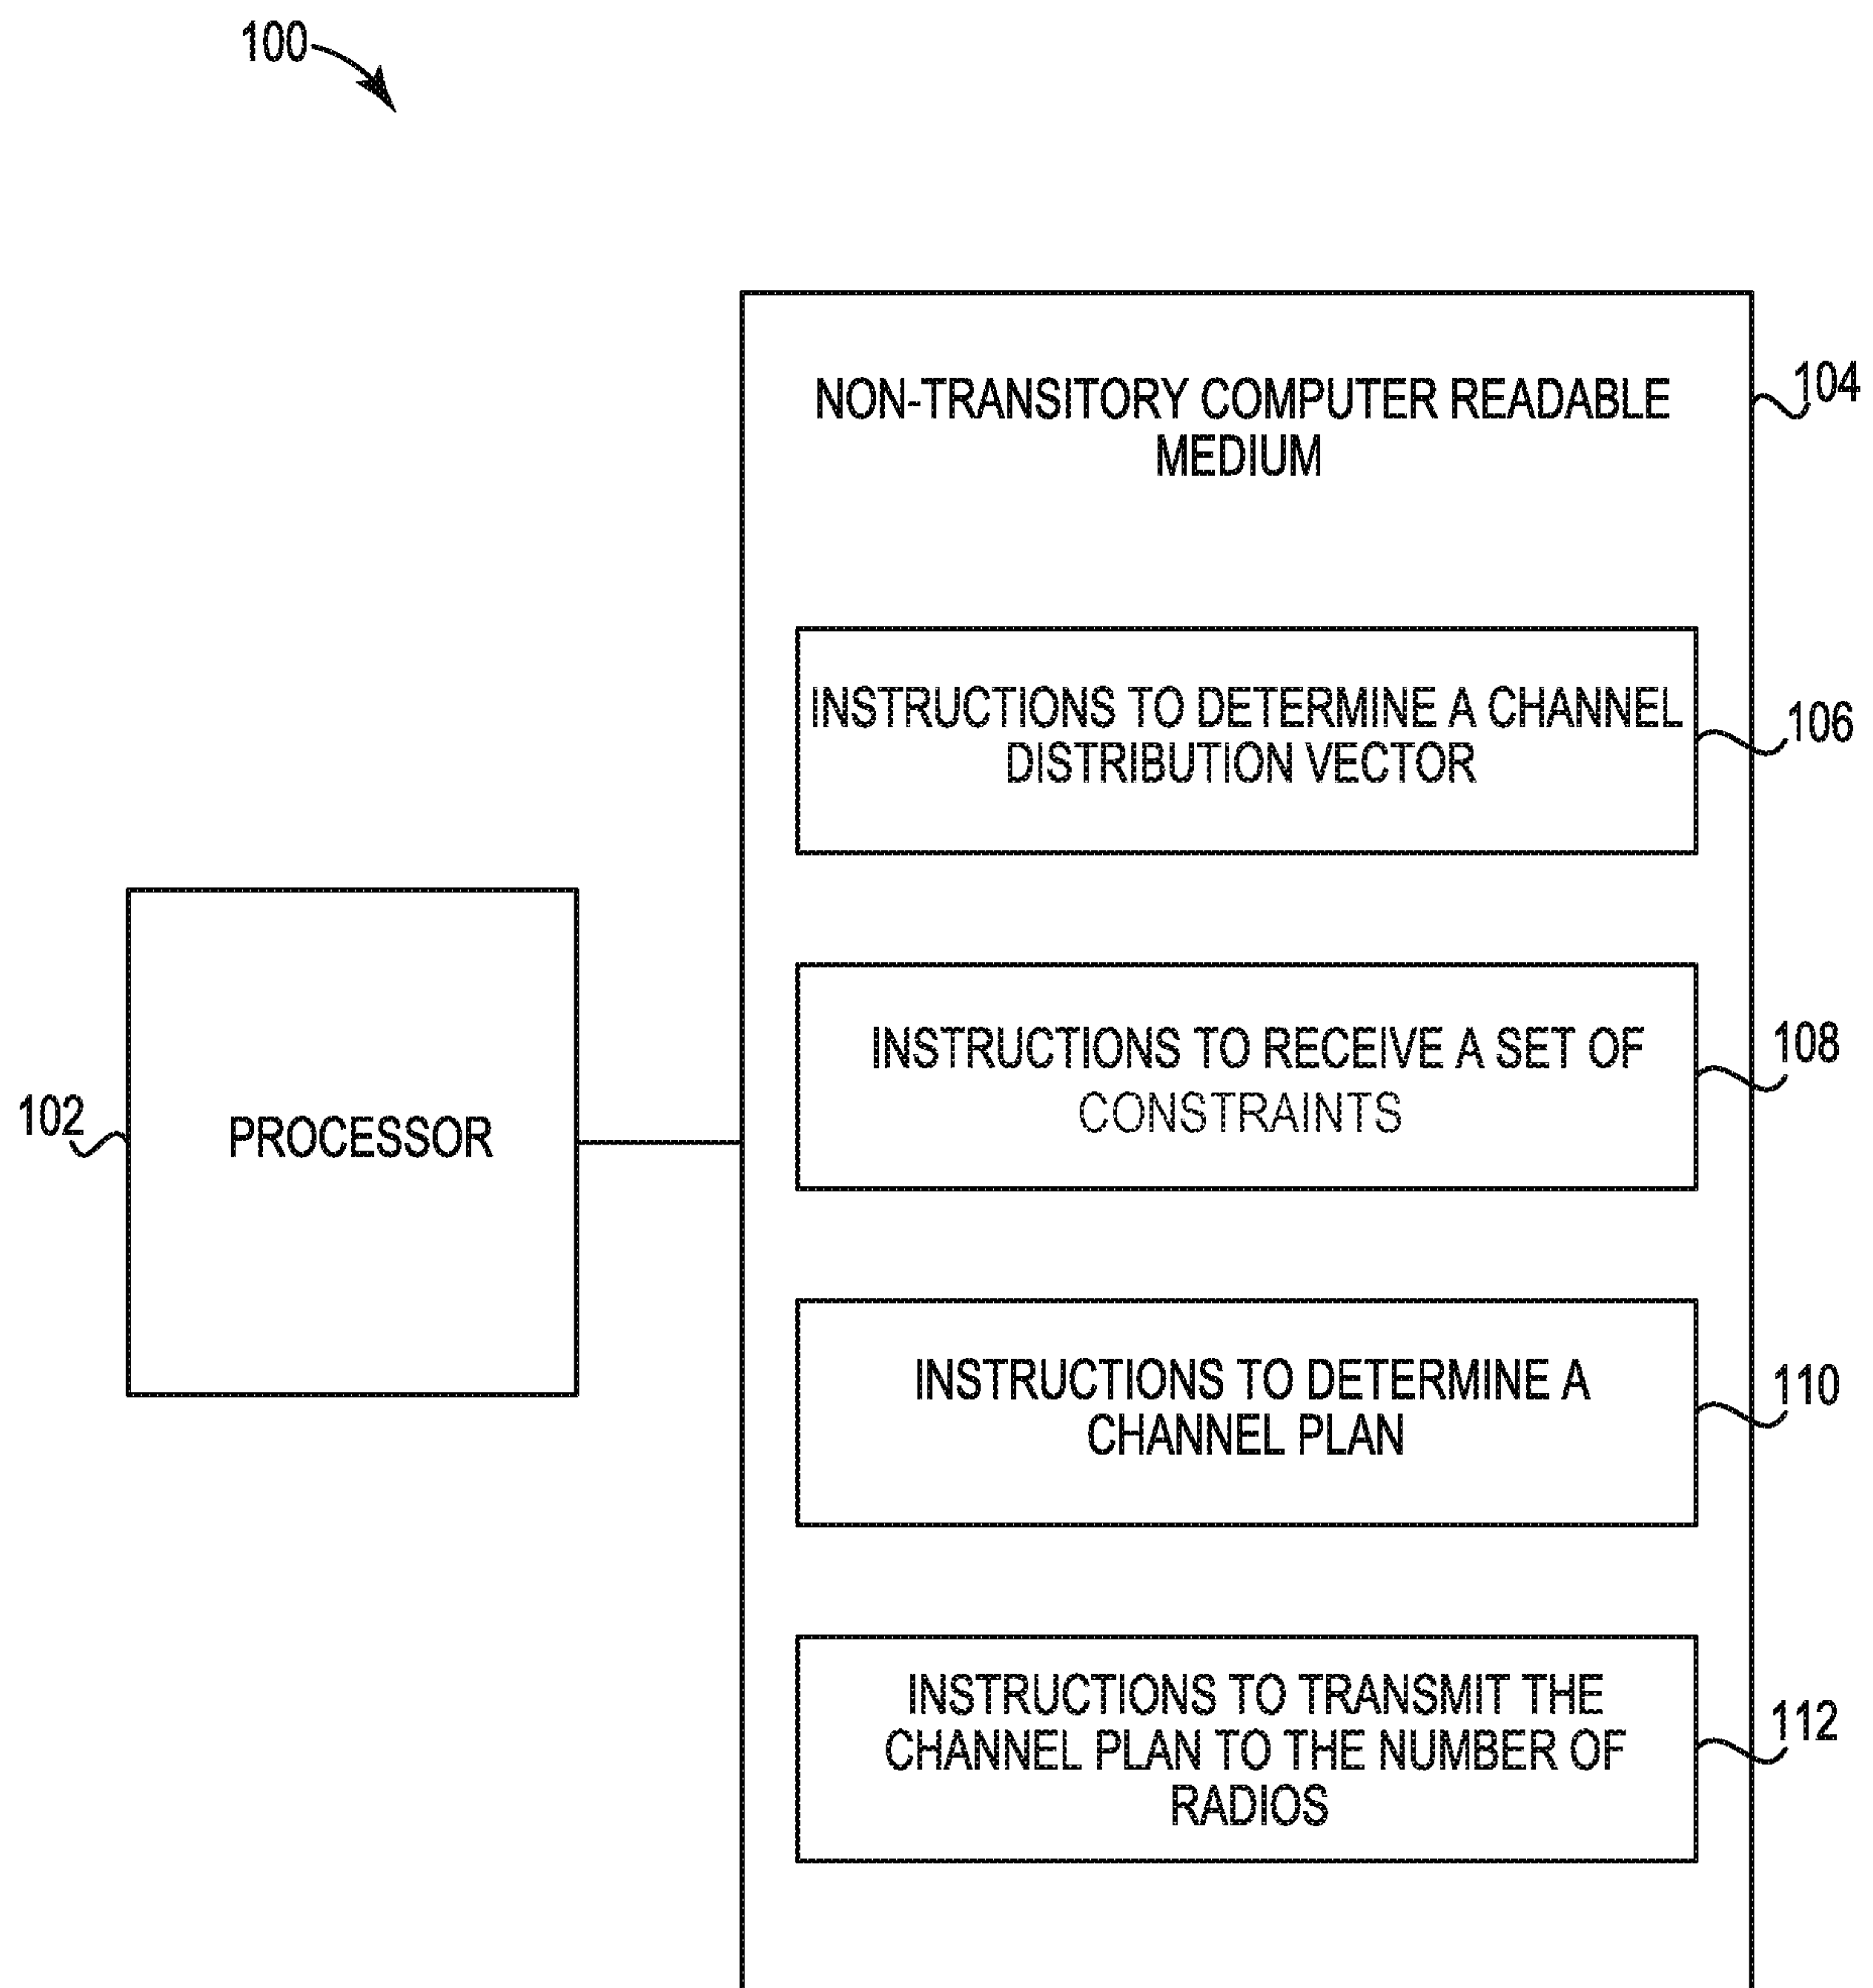 100
NON-TRANSITORY COMPUTER READABLE
MEDIUM
104
INSTRUCTIONS TO DETERMINE A CHANNEL
DISTRIBUTION VECTOR
106
INSTRUCTIONS TO RECEIVE A SET OF
CONSTRAINTS
108
102
PROCESSOR
INSTRUCTIONS TO DETERMINE A
CHANNEL PLAN
110
INSTRUCTIONS TO TRANSMIT THE
CHANNEL PLAN TO THE NUMBER OF
RADIOS
112